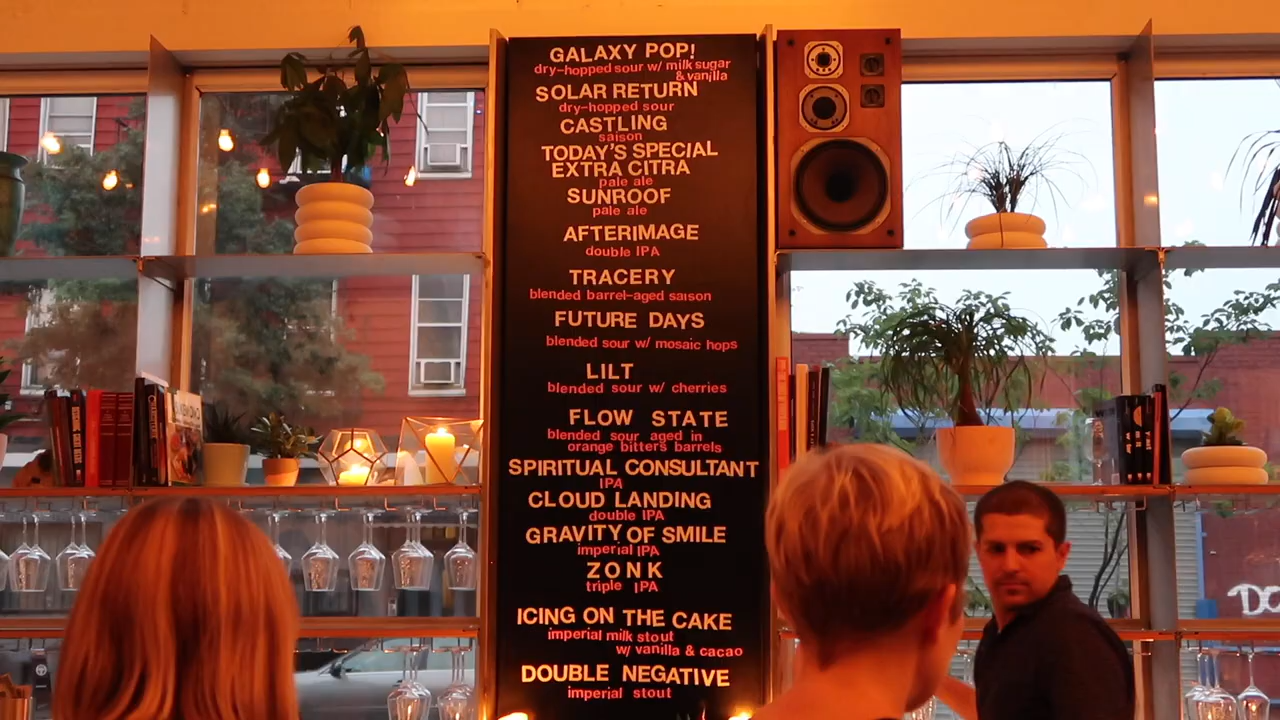 GALAXY POP!
dry-hopped sour w/ milk sugar
& vanilla
SOLAR RETURN
dry-hopped sour
CASTLING
saison
TODAY'S SPECIAL
EXTRA CITRA
pale ale
SUNROOF
pale ale
AFTERIMAGE
double IPA
TRACERY
blended barrel-aged saison
FUTURE DAYS
blended sour w/ mosaic hops
LILT
blended sour w/ cherries
FLOW STATE
blended sour aged in
orange bitters barrels
SPIRITUAL CONSULTANT
IPA
CLOUD LANDING
double IPA
GRAVITY OF SMILE
imperial IPA
ZONK
triple IPA
ICING ON THE CAKE
imperial milk stout
w/ vanilla & cacao
DOUBLE NEGATIVE
imperial stout